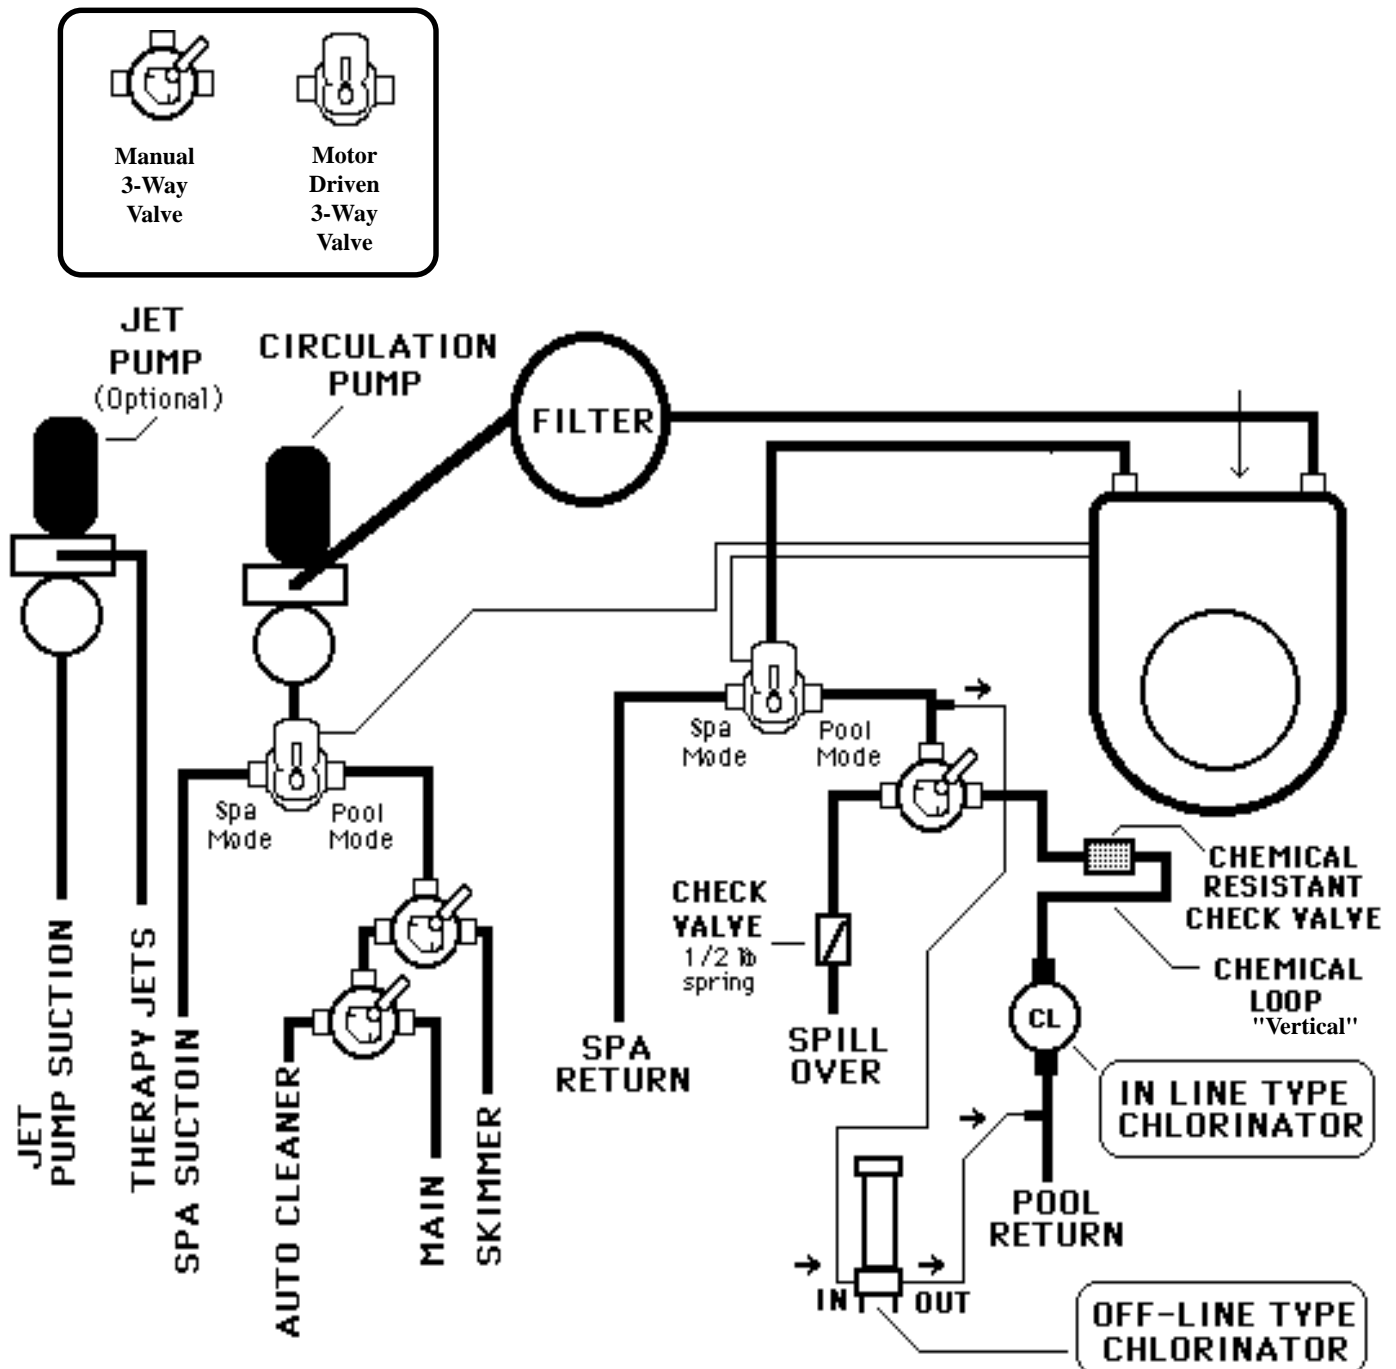 Manual
3-Way
Valve
Motor
Driven
3-Way
Valve
JET
PUMP
(Optional)
CIRCULATION
PUMP
FILTER
Spa
Mode
Pool
Mode
Spa
Mode
Pool
Mode
CHECK
VALVE
1/2 lb
spring
CHEMICAL
RESISTANT
CHECK VALVE
CHEMICAL
LOOP
"Vertical"
CL
SPA
RETURN
SPILL
OVER
IN LINE TYPE
CHLORINATOR
POOL
RETURN
IN
OUT
OFF-LINE TYPE
CHLORINATOR
JET
PUMP SUCTION
THERAPY JETS
SPA SUCTOIN
AUTO CLEANER
MAIN
SKIMMER